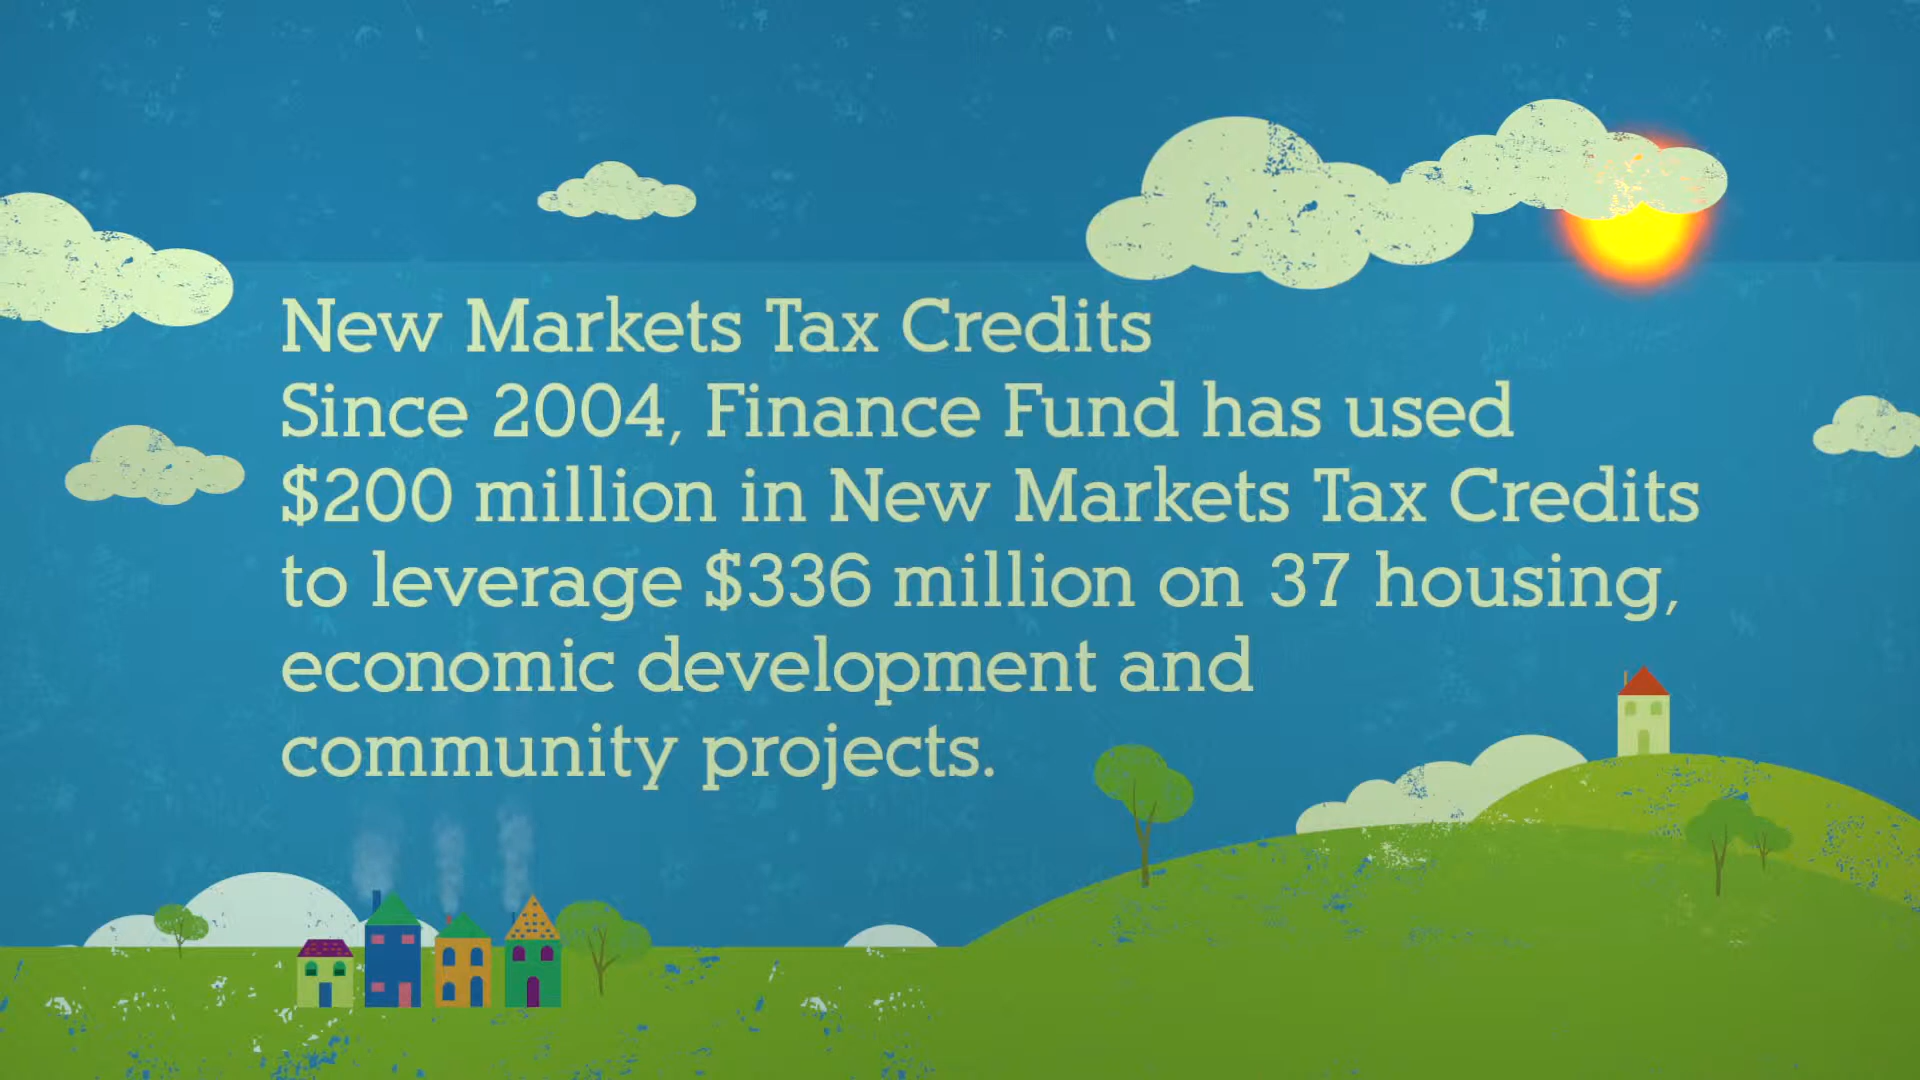 New Markets Tax Credits
Since 2004, Finance Fund has used
$200 million in New Markets Tax Credits
to leverage $336 million on 37 housing,
economic development and
community projects.